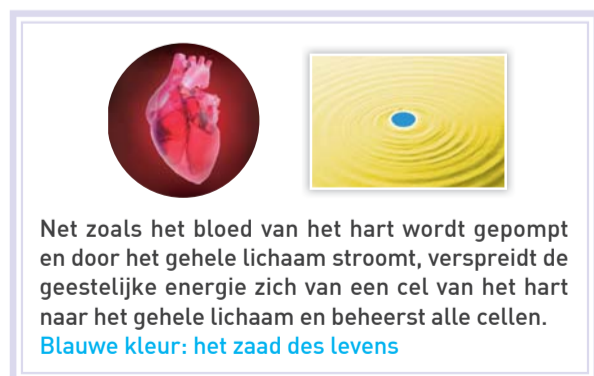 Net zoals het bloed van het hart wordt gepompt
en door het gehele lichaam stroomt, verspreidt de
geestelijke energie zich van een cel van het hart
naar het gehele lichaam en beheerst alle cellen.
Blauwe kleur: het zaad des levens